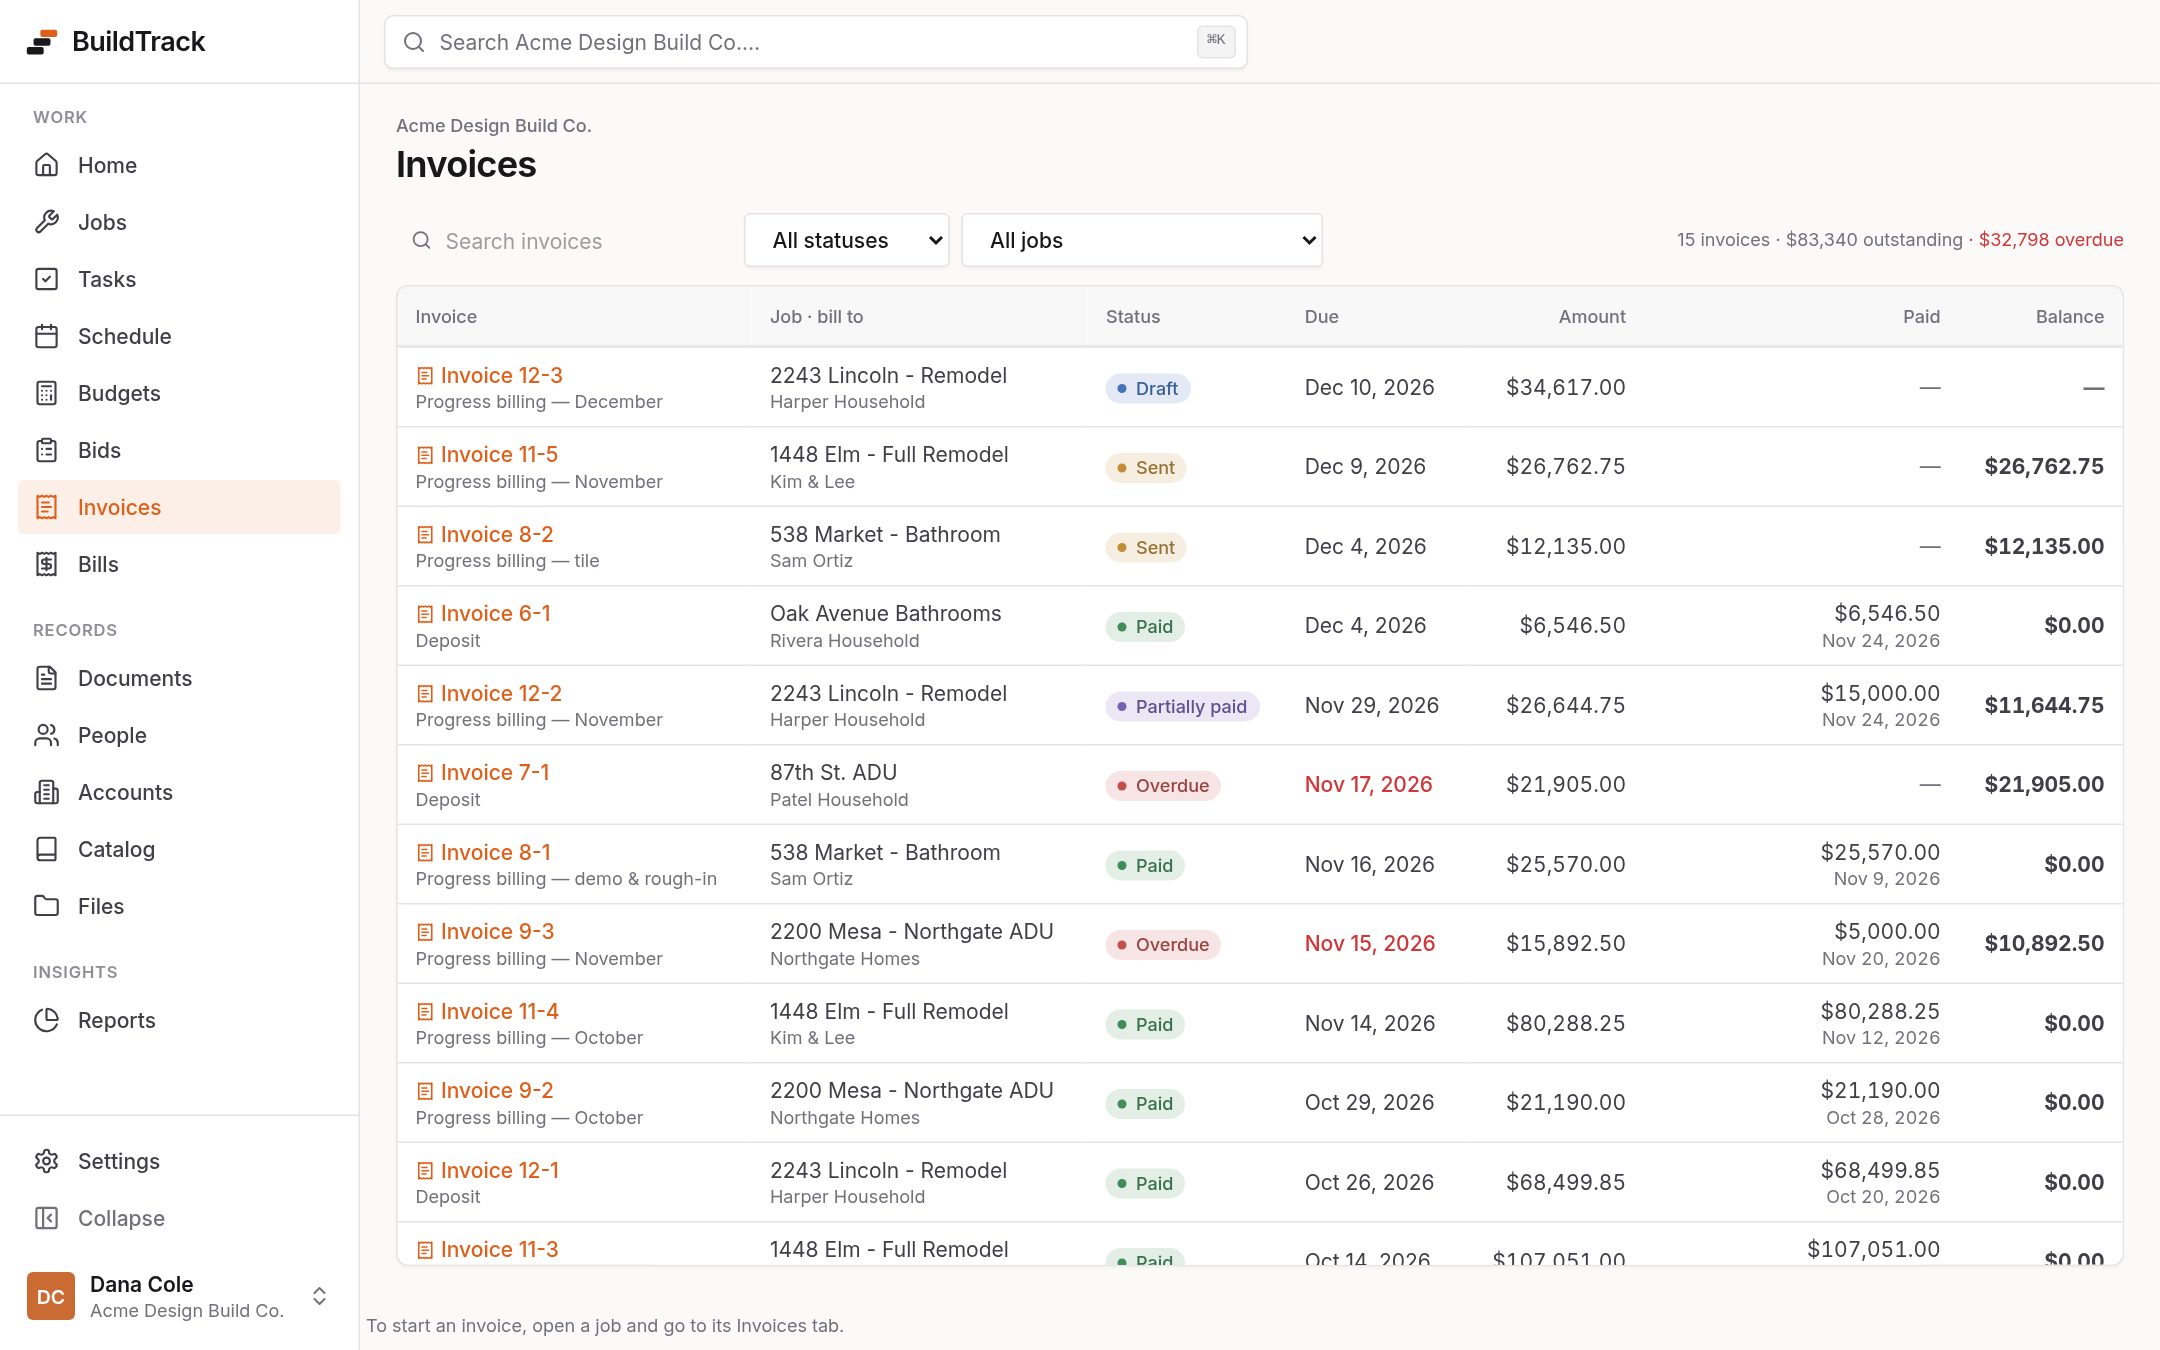 BuildTrack
Search Acme Design Build Co....
⌘K
WORK
Home
Jobs
Tasks
Schedule
Budgets
Bids
Invoices
Bills
RECORDS
Documents
People
Accounts
Catalog
Files
INSIGHTS
Reports
Settings
Collapse
DC
Dana Cole
Acme Design Build Co.
Acme Design Build Co.
Invoices
Search invoices
All statuses
All jobs
15 invoices · $83,340 outstanding · $32,798 overdue
Invoice Job · bill to Status Due Amount Paid Balance
Invoice 12-3 2243 Lincoln - Remodel
Draft Dec 10, 2026 $34,617.00 — —
Progress billing — December Harper Household
Invoice 11-5 1448 Elm - Full Remodel
Sent Dec 9, 2026 $26,762.75 — $26,762.75
Progress billing — November Kim & Lee
Invoice 8-2 538 Market - Bathroom
Sent Dec 4, 2026 $12,135.00 — $12,135.00
Progress billing — tile Sam Ortiz
Invoice 6-1 Oak Avenue Bathrooms $6,546.50
Paid Dec 4, 2026 $6,546.50 $0.00
Deposit Rivera Household Nov 24, 2026
Invoice 12-2 2243 Lincoln - Remodel $15,000.00
Partially paid Nov 29, 2026 $26,644.75 $11,644.75
Progress billing — November Harper Household Nov 24, 2026
Invoice 7-1 87th St. ADU
Overdue Nov 17, 2026 $21,905.00 — $21,905.00
Deposit Patel Household
Invoice 8-1 538 Market - Bathroom $25,570.00
Paid Nov 16, 2026 $25,570.00 $0.00
Progress billing — demo & rough-in Sam Ortiz Nov 9, 2026
Invoice 9-3 2200 Mesa - Northgate ADU $5,000.00
Overdue Nov 15, 2026 $15,892.50 $10,892.50
Progress billing — November Northgate Homes Nov 20, 2026
Invoice 11-4 1448 Elm - Full Remodel $80,288.25
Paid Nov 14, 2026 $80,288.25 $0.00
Progress billing — October Kim & Lee Nov 12, 2026
Invoice 9-2 2200 Mesa - Northgate ADU $21,190.00
Paid Oct 29, 2026 $21,190.00 $0.00
Progress billing — October Northgate Homes Oct 28, 2026
Invoice 12-1 2243 Lincoln - Remodel $68,499.85
Paid Oct 26, 2026 $68,499.85 $0.00
Deposit Harper Household Oct 20, 2026
Invoice 11-3 1448 Elm - Full Remodel $107,051.00
Paid Oct 14, 2026 $107,051.00 $0.00
To start an invoice, open a job and go to its Invoices tab.